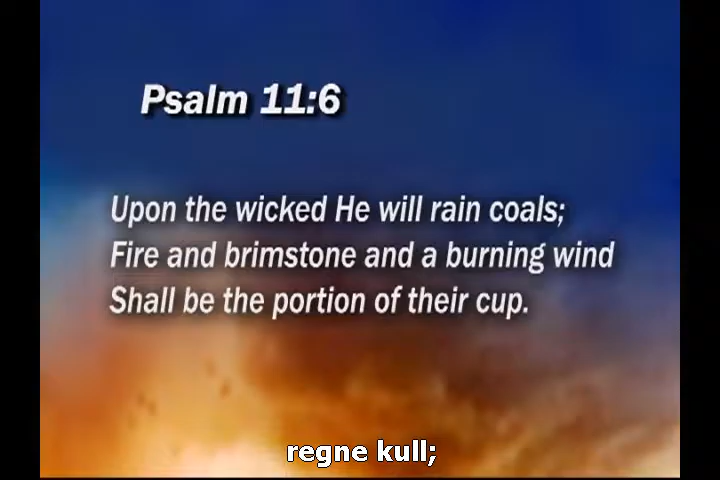 Psalm 11:6
Upon the wicked He will rain coals;
Fire and brimstone and a burning wind
Shall be the portion of their cup.
regne kull;